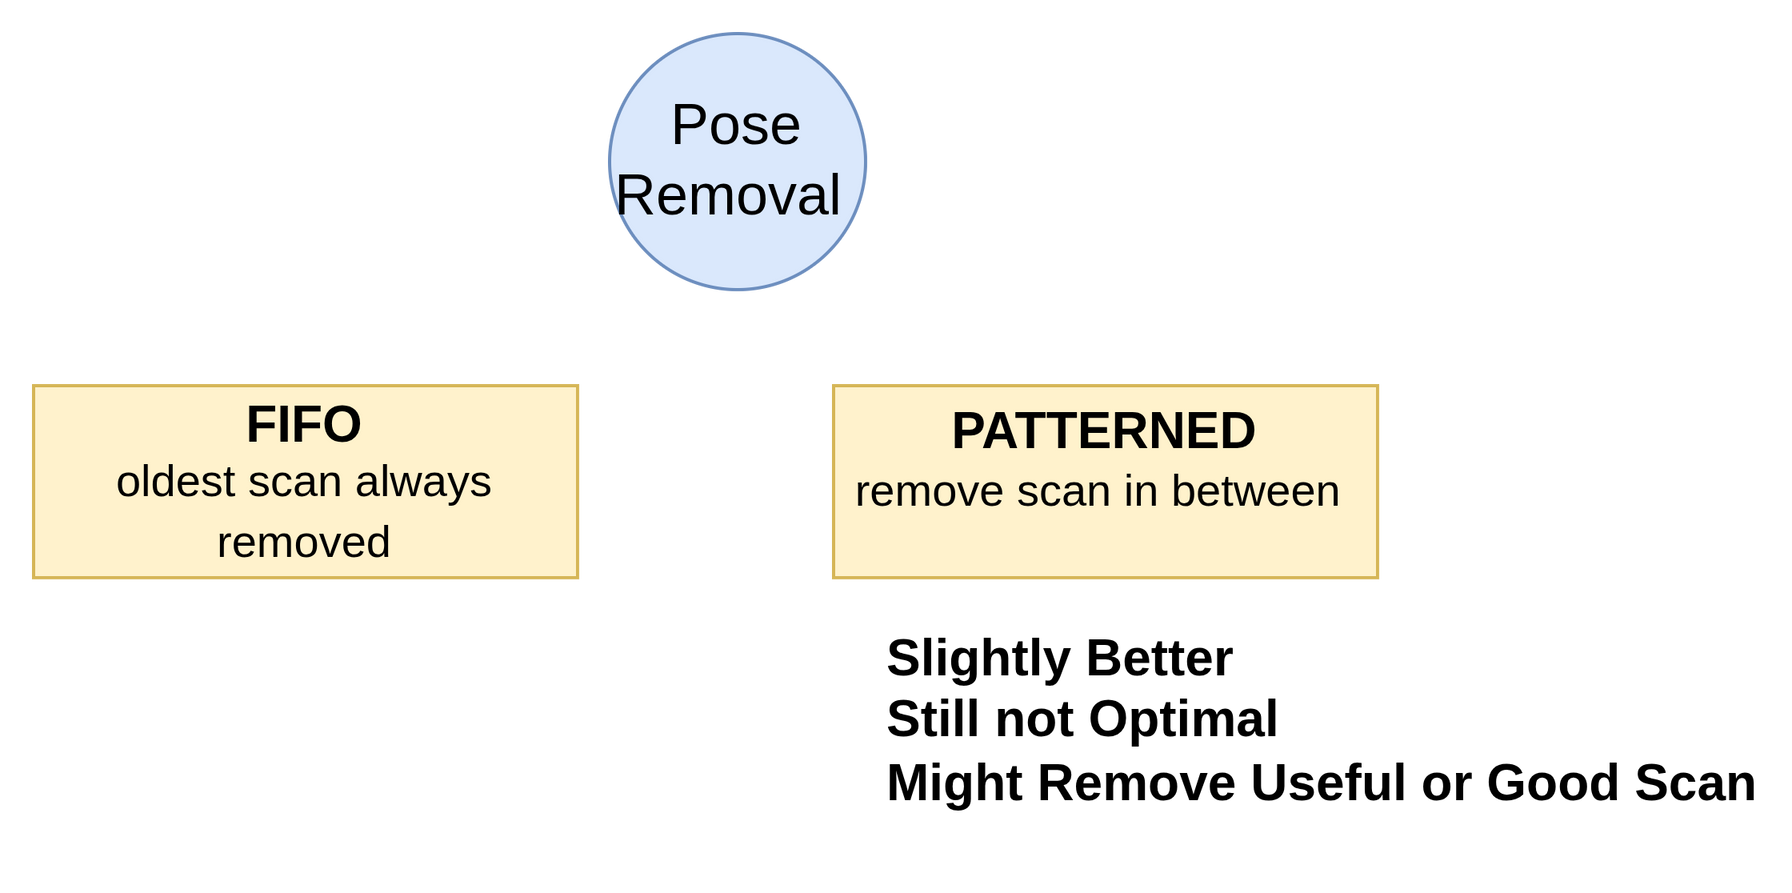 Pose
Removal
FIFO
oldest scan always
removed
PATTERNED
remove scan in between
Slightly Better
Still not Optimal
Might Remove Useful or Good Scan